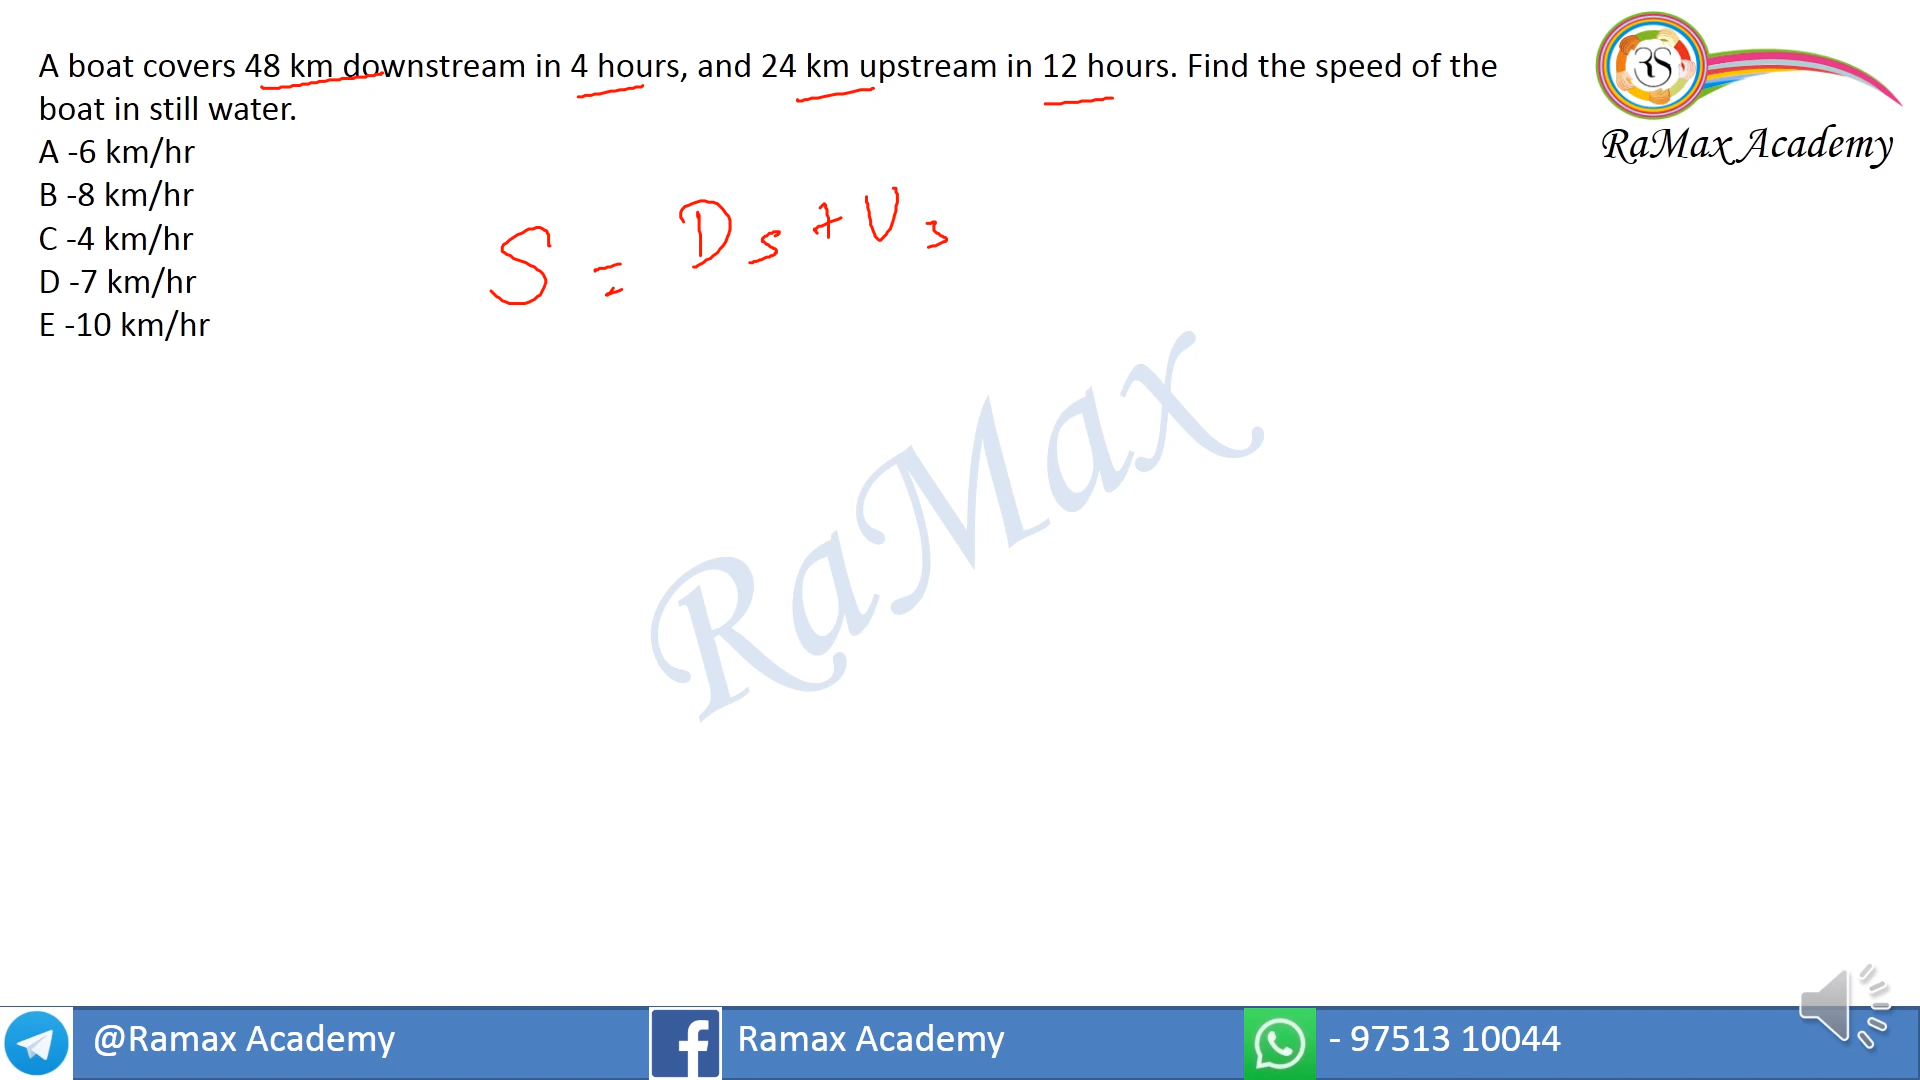 A boat covers 48 km downstream in 4 hours, and 24 km upstream in 12 hours. Find the speed of the
boat in still water.
A -6 km/hr
B -8 km/hr
C -4 km/hr
D -7 km/hr
E -10 km/hr
S = Ds + Us
RS
RaMax Academy
RaMax
@Ramax Academy
Ramax Academy
- 97513 10044